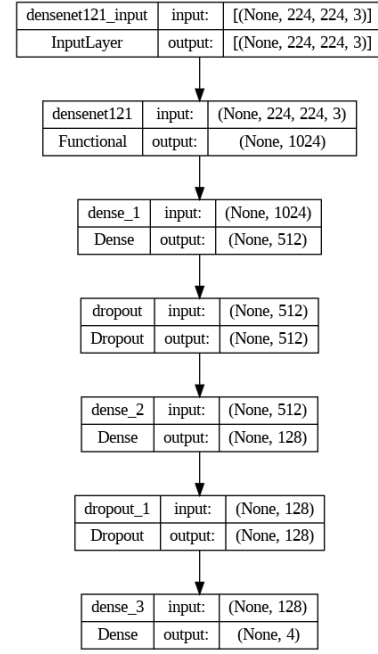 densenet121_input input: [(None, 224, 224, 3)]
InputLayer output: [(None, 224, 224, 3)]
densenet121 input: (None, 224, 224, 3)
Functional output: (None, 1024)
dense_1 input: (None, 1024)
Dense output: (None, 512)
dropout input: (None, 512)
Dropout output: (None, 512)
dense_2 input: (None, 512)
Dense output: (None, 128)
dropout_1 input: (None, 128)
Dropout output: (None, 128)
dense_3 input: (None, 128)
Dense output: (None, 4)